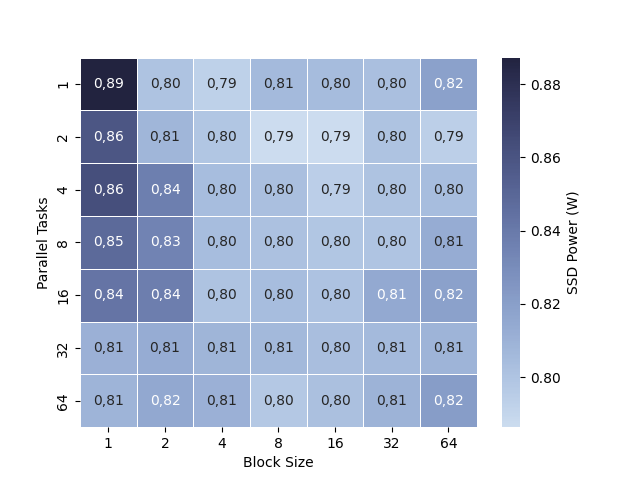 1 0,89 0,80 0,79 0,81 0,80 0,80 0,82
2 0,86 0,81 0,80 0,79 0,79 0,80 0,79
4 0,86 0,84 0,80 0,80 0,79 0,80 0,80
8 0,85 0,83 0,80 0,80 0,80 0,80 0,81
16 0,84 0,84 0,80 0,80 0,80 0,81 0,82
32 0,81 0,81 0,81 0,81 0,80 0,81 0,81
64 0,81 0,82 0,81 0,80 0,80 0,81 0,82
1 2 4 8 16 32 64
Block Size
Parallel Tasks
0.88
0.86
0.84
0.82
0.80
SSD Power (W)